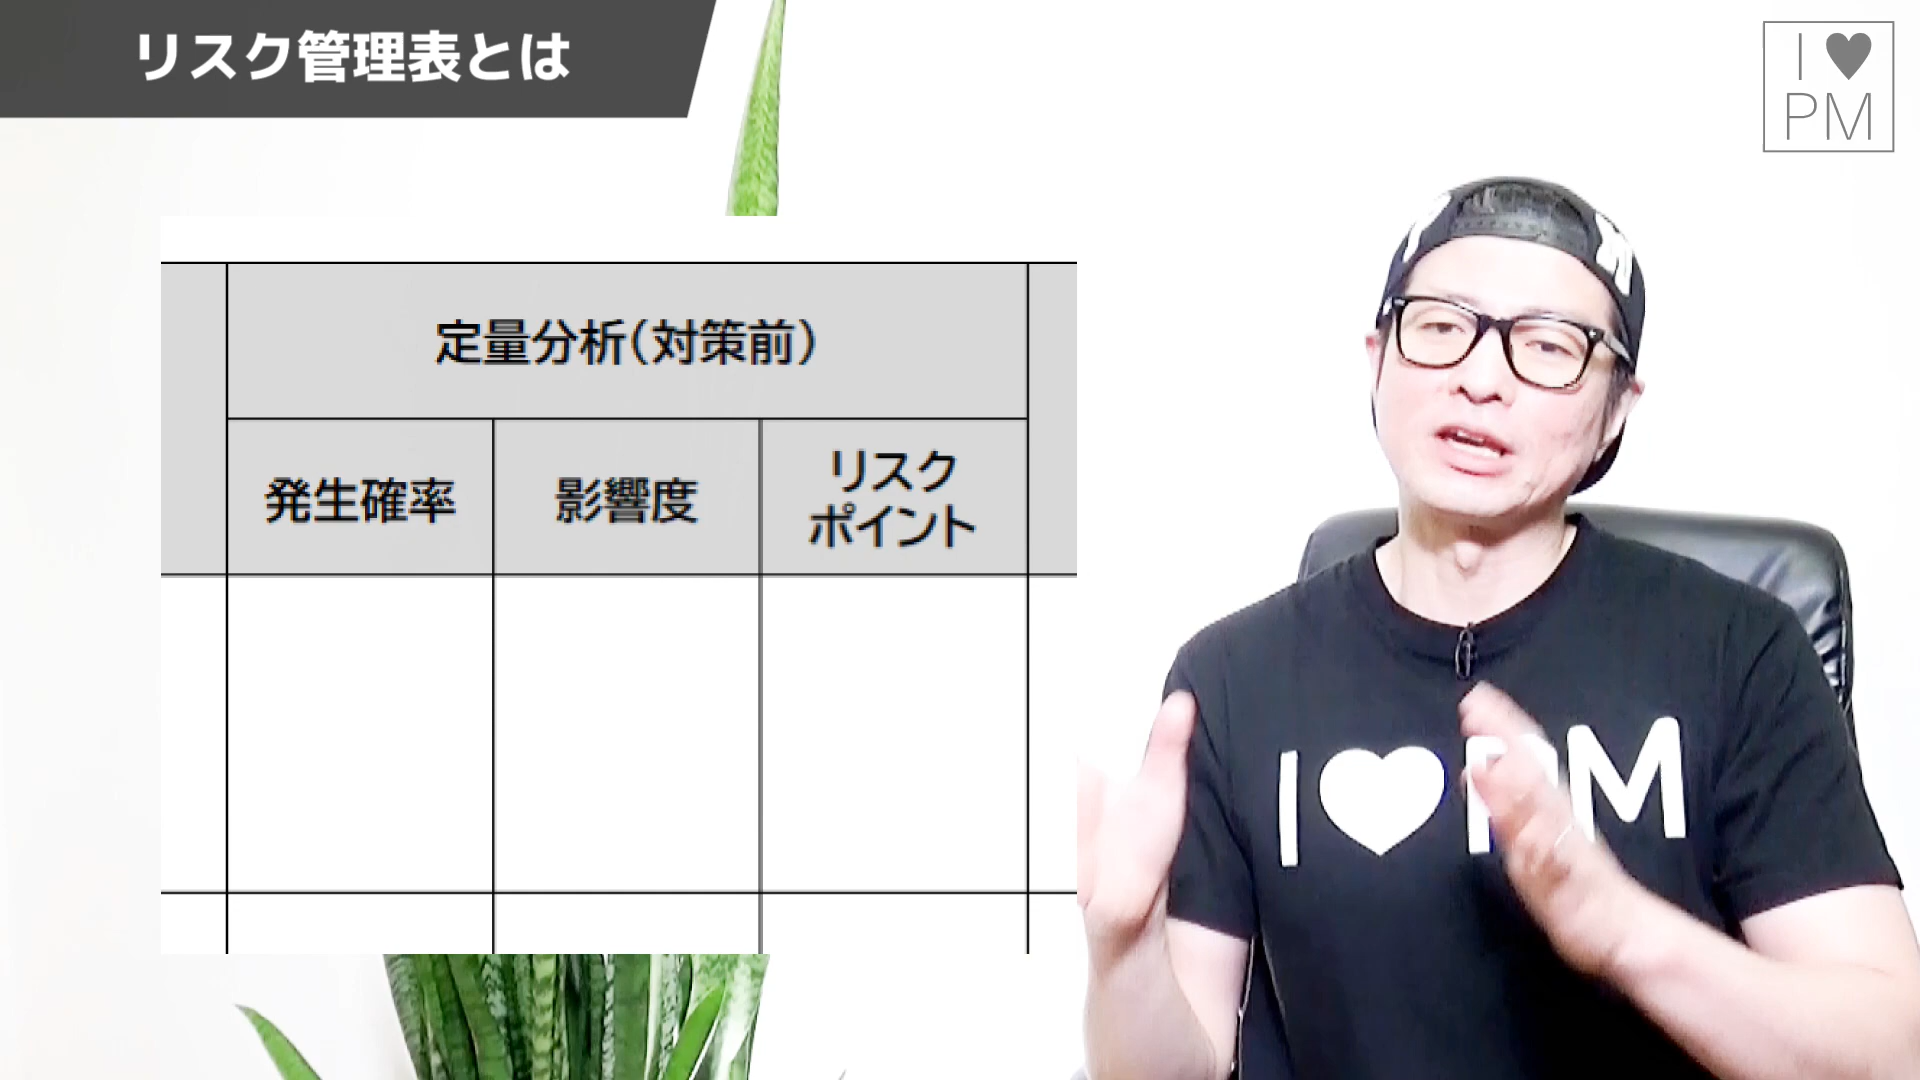 リスク管理表とは
I ♥
PM
定量分析（対策前）
発生確率
影響度
リスク
ポイント
I ♥ PM